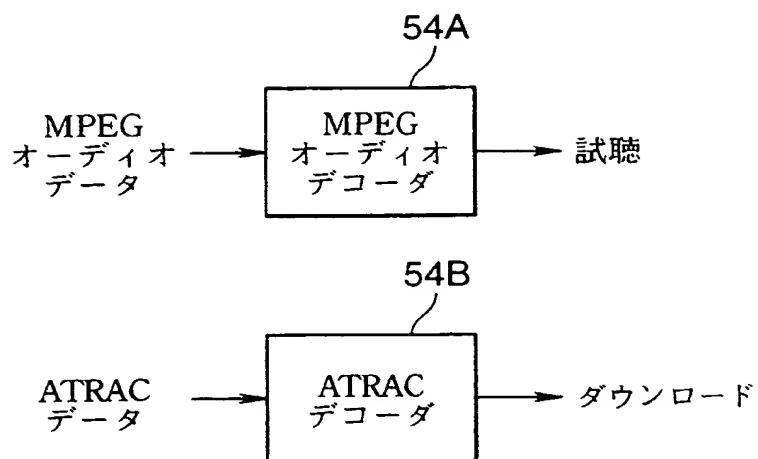 54A
MPEG
オーディオ
データ
MPEG
オーディオ
デコーダ
試聴
54B
ATRAC
データ
ATRAC
デコーダ
ダウンロード